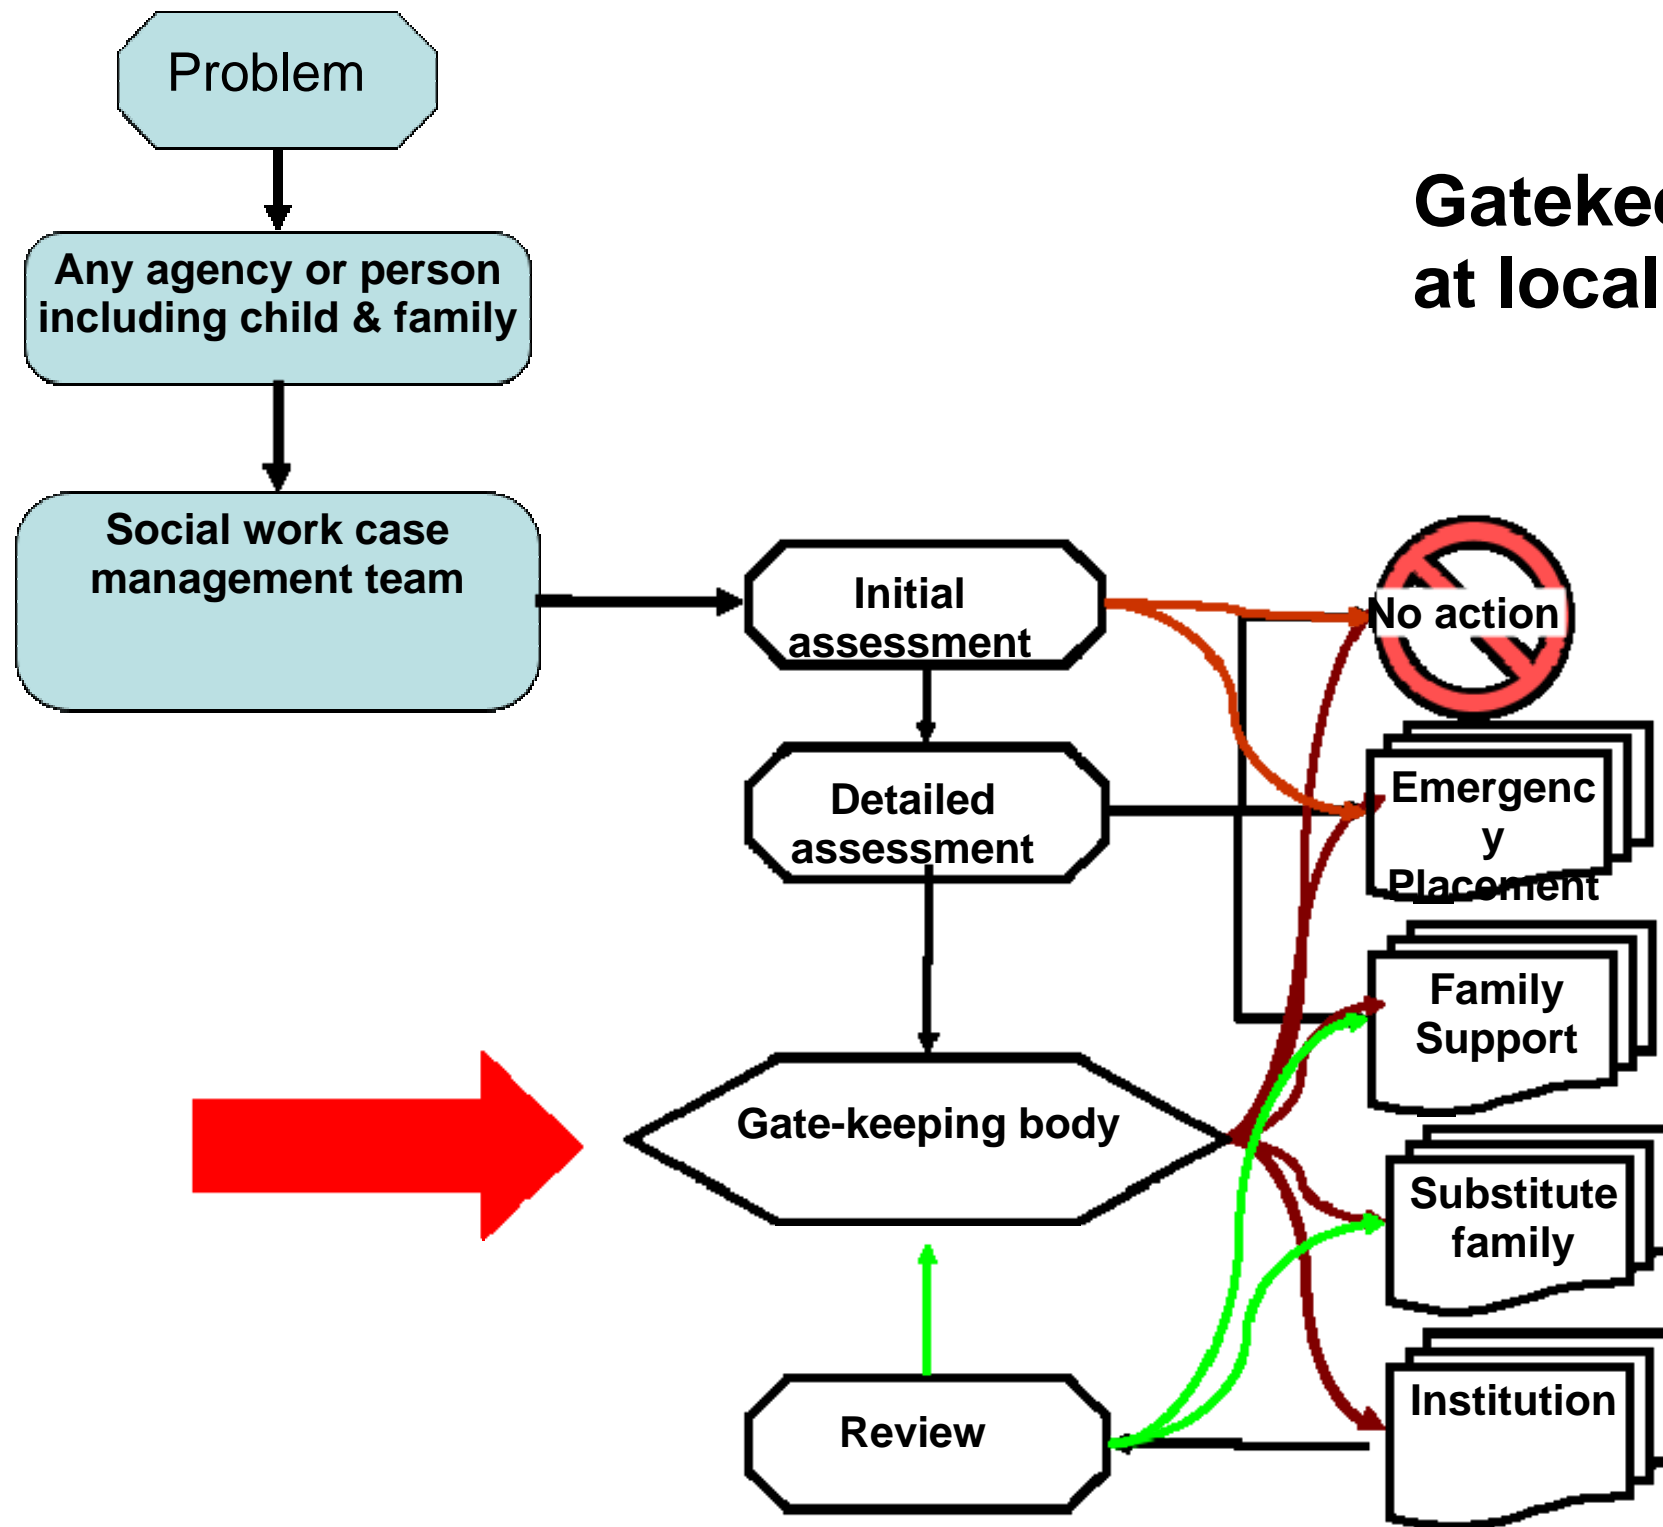 Problem
Gatekee
at local
Any agency or person
including child & family
Social work case
management team
Initial
assessment
No action
Detailed
assessment
Emergenc
y
Placement
Family
Support
Gate-keeping body
Substitute
family
Review
Institution